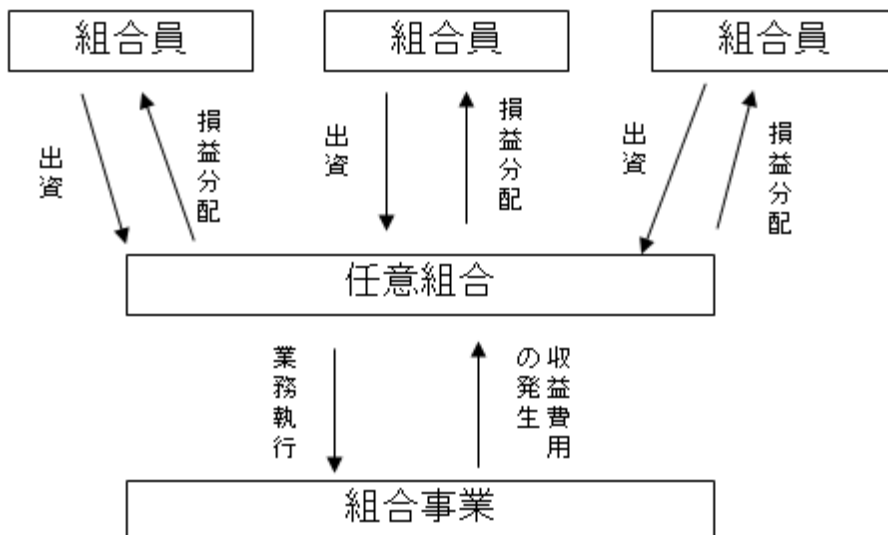 組合員
組合員
組合員
出資
損益分配
出資
損益分配
出資
損益分配
任意組合
業務執行
収益費用
の発生
組合事業